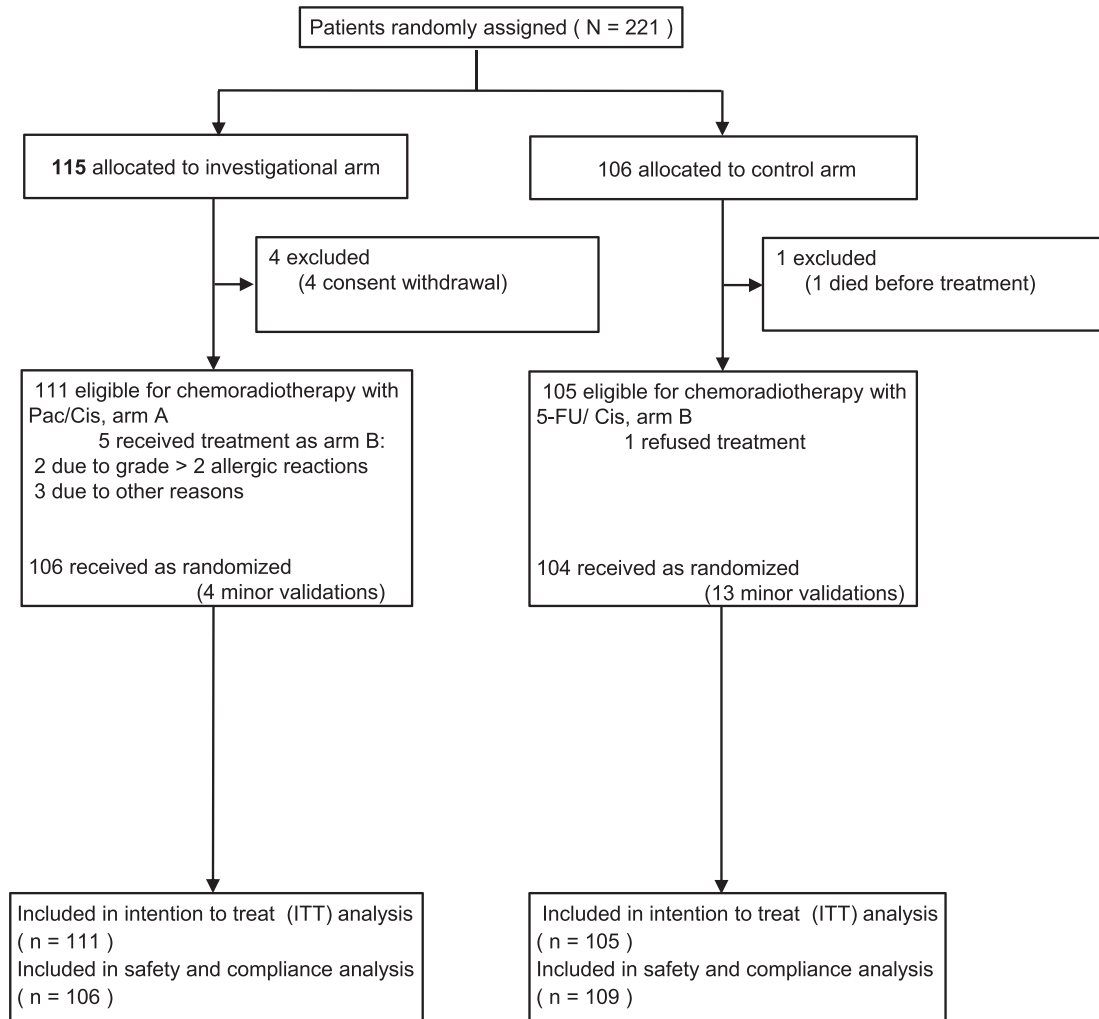 Patients randomly assigned ( N = 221 )
115 allocated to investigational arm
106 allocated to control arm
4 excluded
(4 consent withdrawal)
1 excluded
(1 died before treatment)
111 eligible for chemoradiotherapy with
Pac/Cis, arm A
5 received treatment as arm B:
2 due to grade > 2 allergic reactions
3 due to other reasons
106 received as randomized
(4 minor validations)
105 eligible for chemoradiotherapy with
5-FU/ Cis, arm B
1 refused treatment
104 received as randomized
(13 minor validations)
Included in intention to treat (ITT) analysis
( n = 111)
Included in safety and compliance analysis
( n = 106)
Included in intention to treat (ITT) analysis
( n = 105)
Included in safety and compliance analysis
( n = 109)